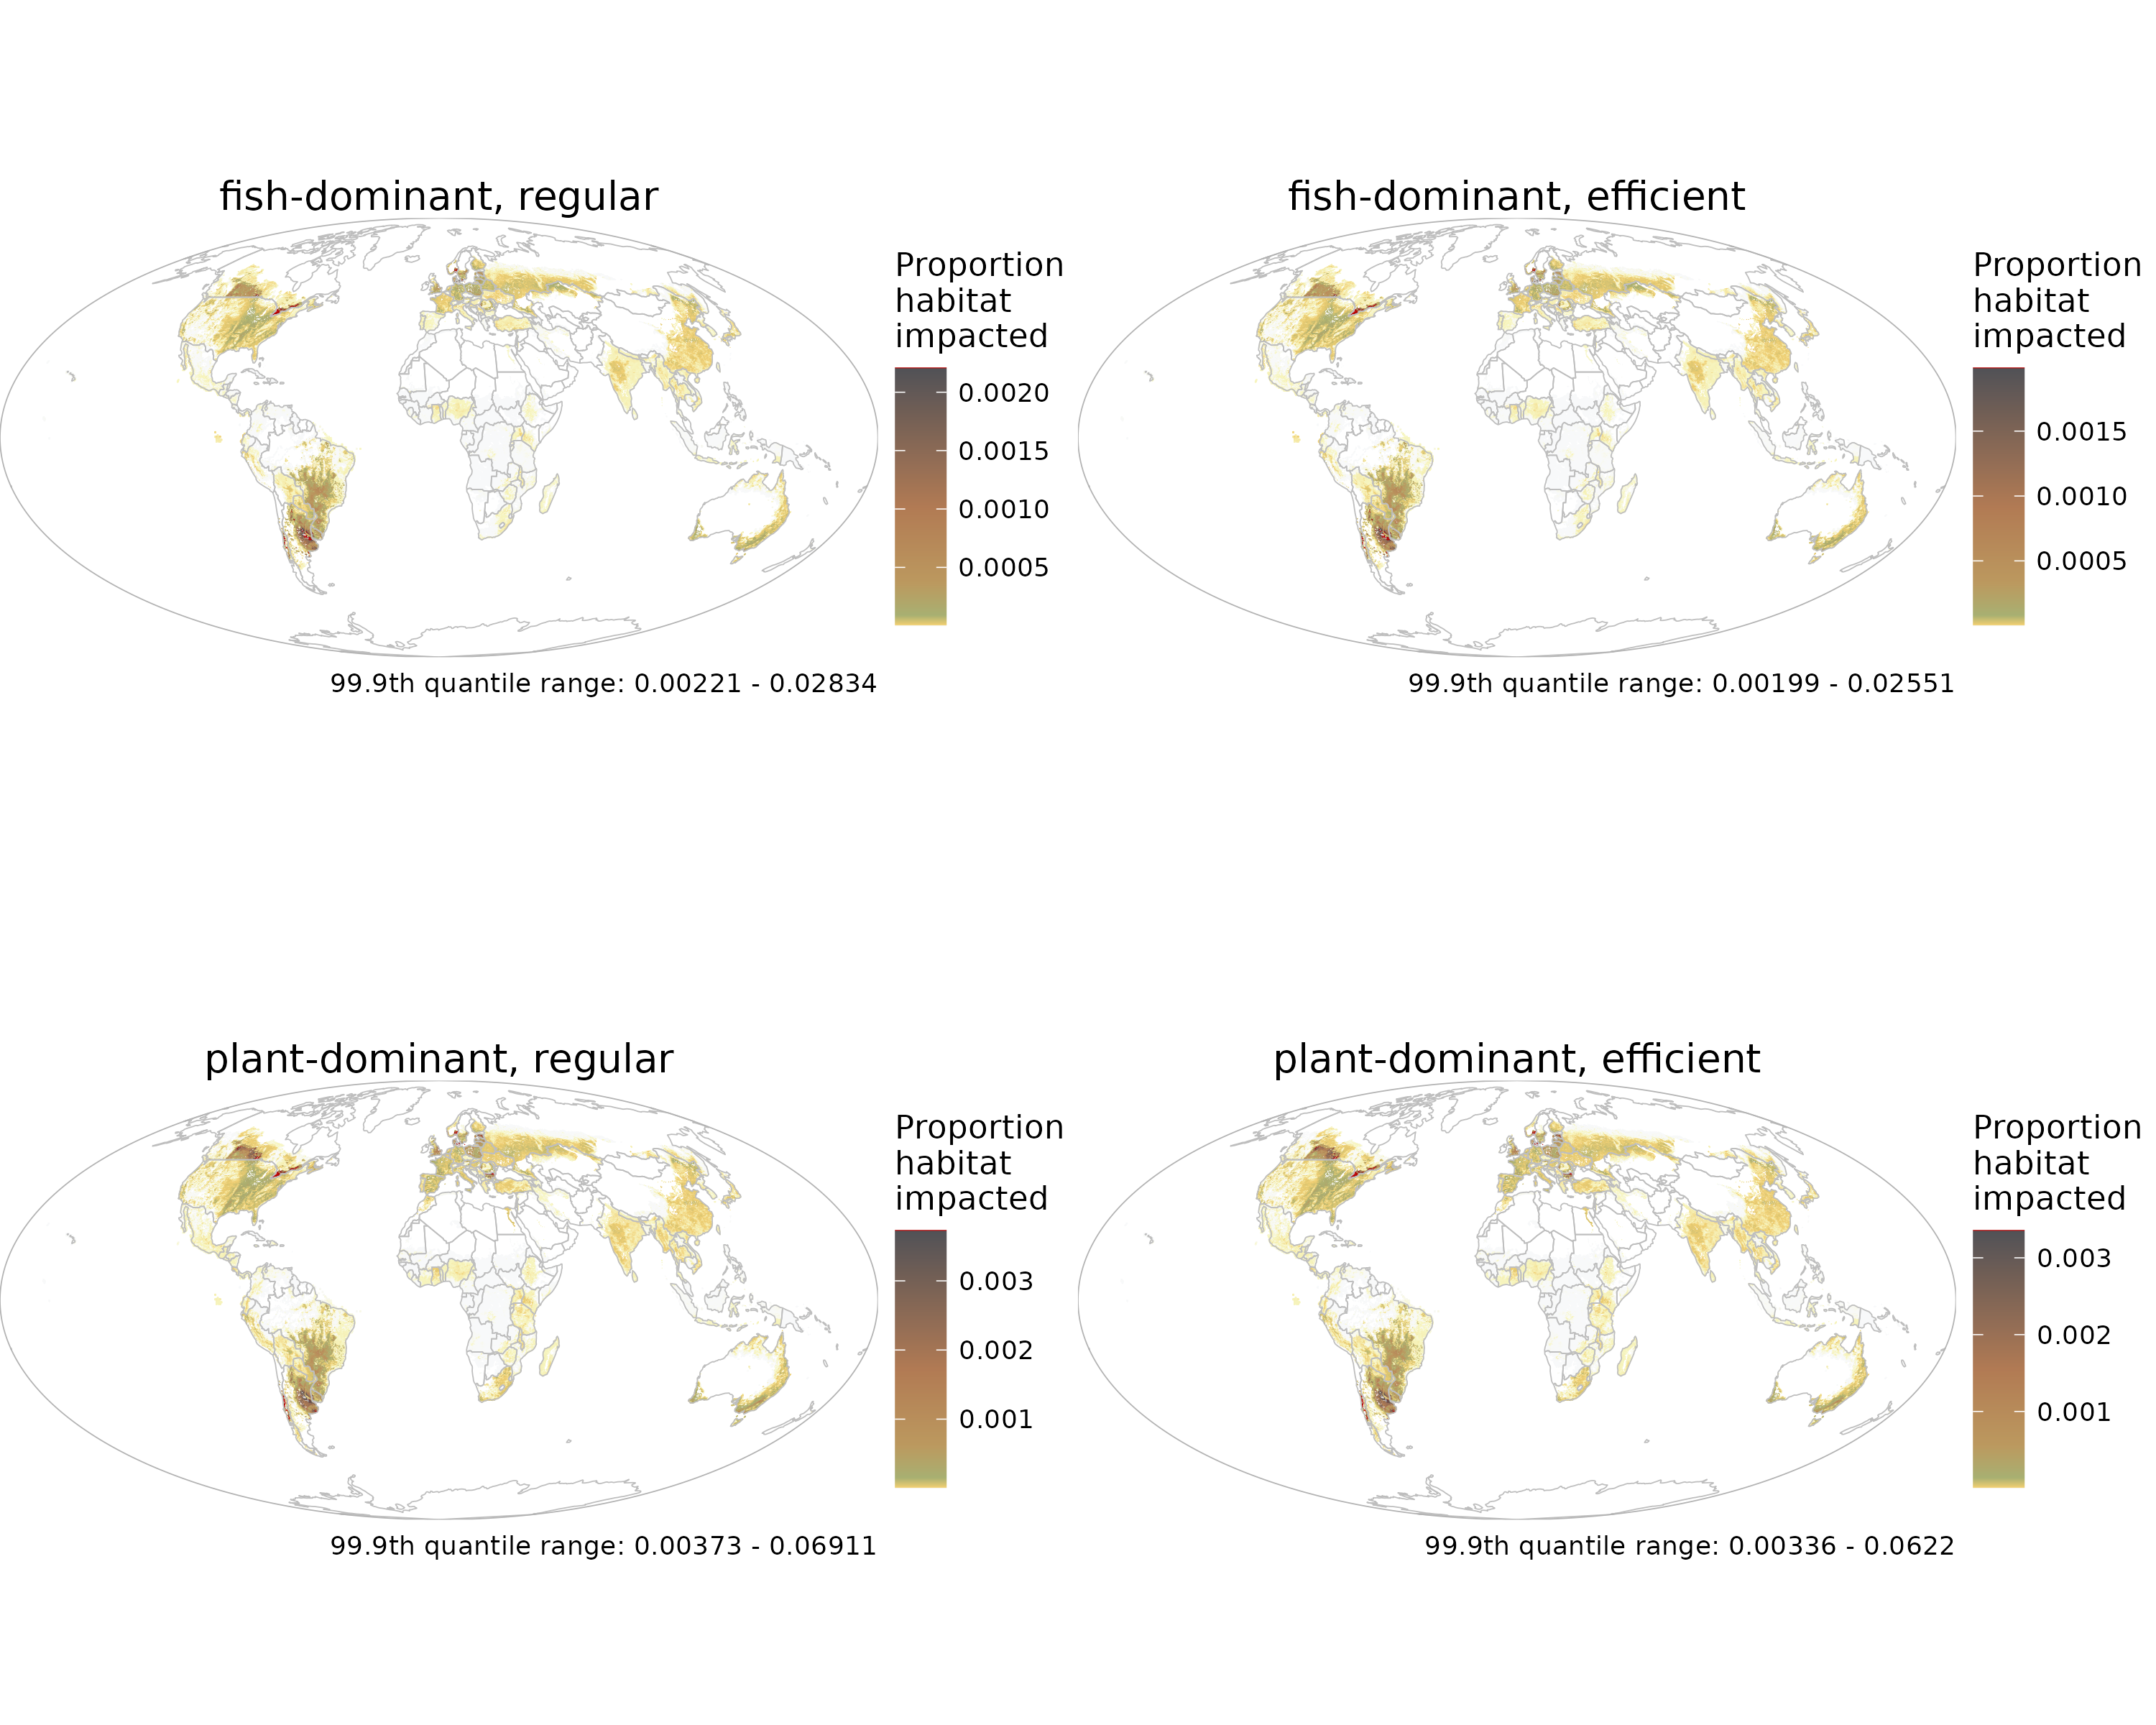 fish-dominant, regular
Proportion
habitat
impacted
0.0020
0.0015
0.0010
0.0005
99.9th quantile range: 0.00221 - 0.02834
fish-dominant, efficient
Proportion
habitat
impacted
0.0015
0.0010
0.0005
99.9th quantile range: 0.00199 - 0.02551
plant-dominant, regular
Proportion
habitat
impacted
0.003
0.002
0.001
99.9th quantile range: 0.00373 - 0.06911
plant-dominant, efficient
Proportion
habitat
impacted
0.003
0.002
0.001
99.9th quantile range: 0.00336 - 0.0622